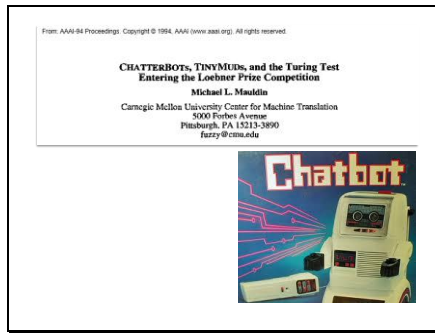 From: AAAI-94 Proceedings. Copyright © 1994, AAAI (www.aaai.org). All rights reserved.
CHATTERBOTS, TINYMUDS, and the Turing Test
Entering the Loebner Prize Competition
Michael L. Mauldin
Carnegie Mellon University Center for Machine Translation
5000 Forbes Avenue
Pittsburgh, PA 15213-3890
fuzzy@cmu.edu
Chatbot